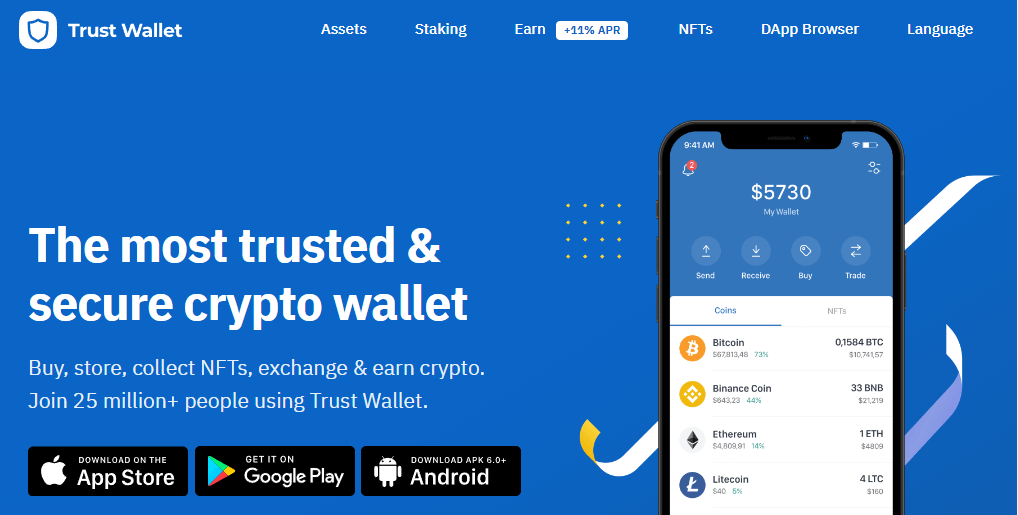 Trust Wallet
Assets
Staking
Earn
+11% APR
NFTs
DApp Browser
Language
The most trusted &
secure crypto wallet
Buy, store, collect NFTs, exchange & earn crypto.
Join 25 million+ people using Trust Wallet.
DOWNLOAD ON THE
App Store
GET IT ON
Google Play
DOWNLOAD APK 6.0+
Android
9:41 AM
2
$5730
My Wallet
Send
Receive
Buy
Trade
Coins
NFTs
Bitcoin
0,1584 BTC
$67,813,48 73%
$10,741,57
Binance Coin
33 BNB
$643,23 44%
$21,219
Ethereum
1 ETH
$4,809,91 14%
$4809
Litecoin
4 LTC
$40 5%
$160